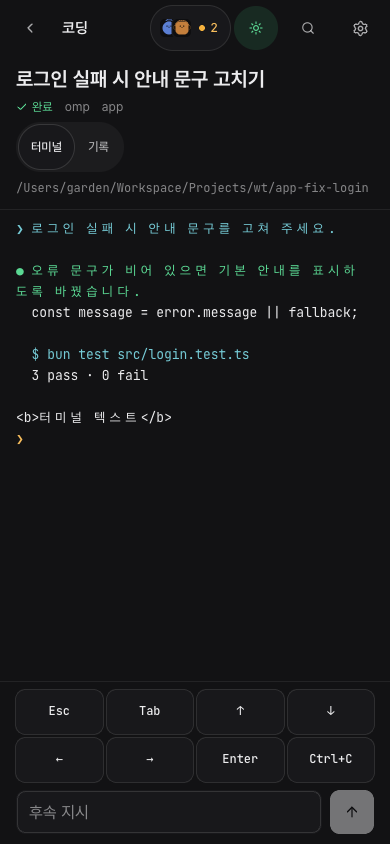 코딩
2
로그인 실패 시 안내 문구 고치기
✓ 완료 omp app
터미널 기록
/Users/garden/Workspace/Projects/wt/app-fix-login
❯ 로그인 실패 시 안내 문구를 고쳐 주세요.
● 오류 문구가 비어 있으면 기본 안내를 표시하
도록 바꿨습니다.
const message = error.message || fallback;
$ bun test src/login.test.ts
3 pass · 0 fail
<b>터미널 텍스트</b>
❯
Esc Tab ↑ ↓
← → Enter Ctrl+C
후속 지시